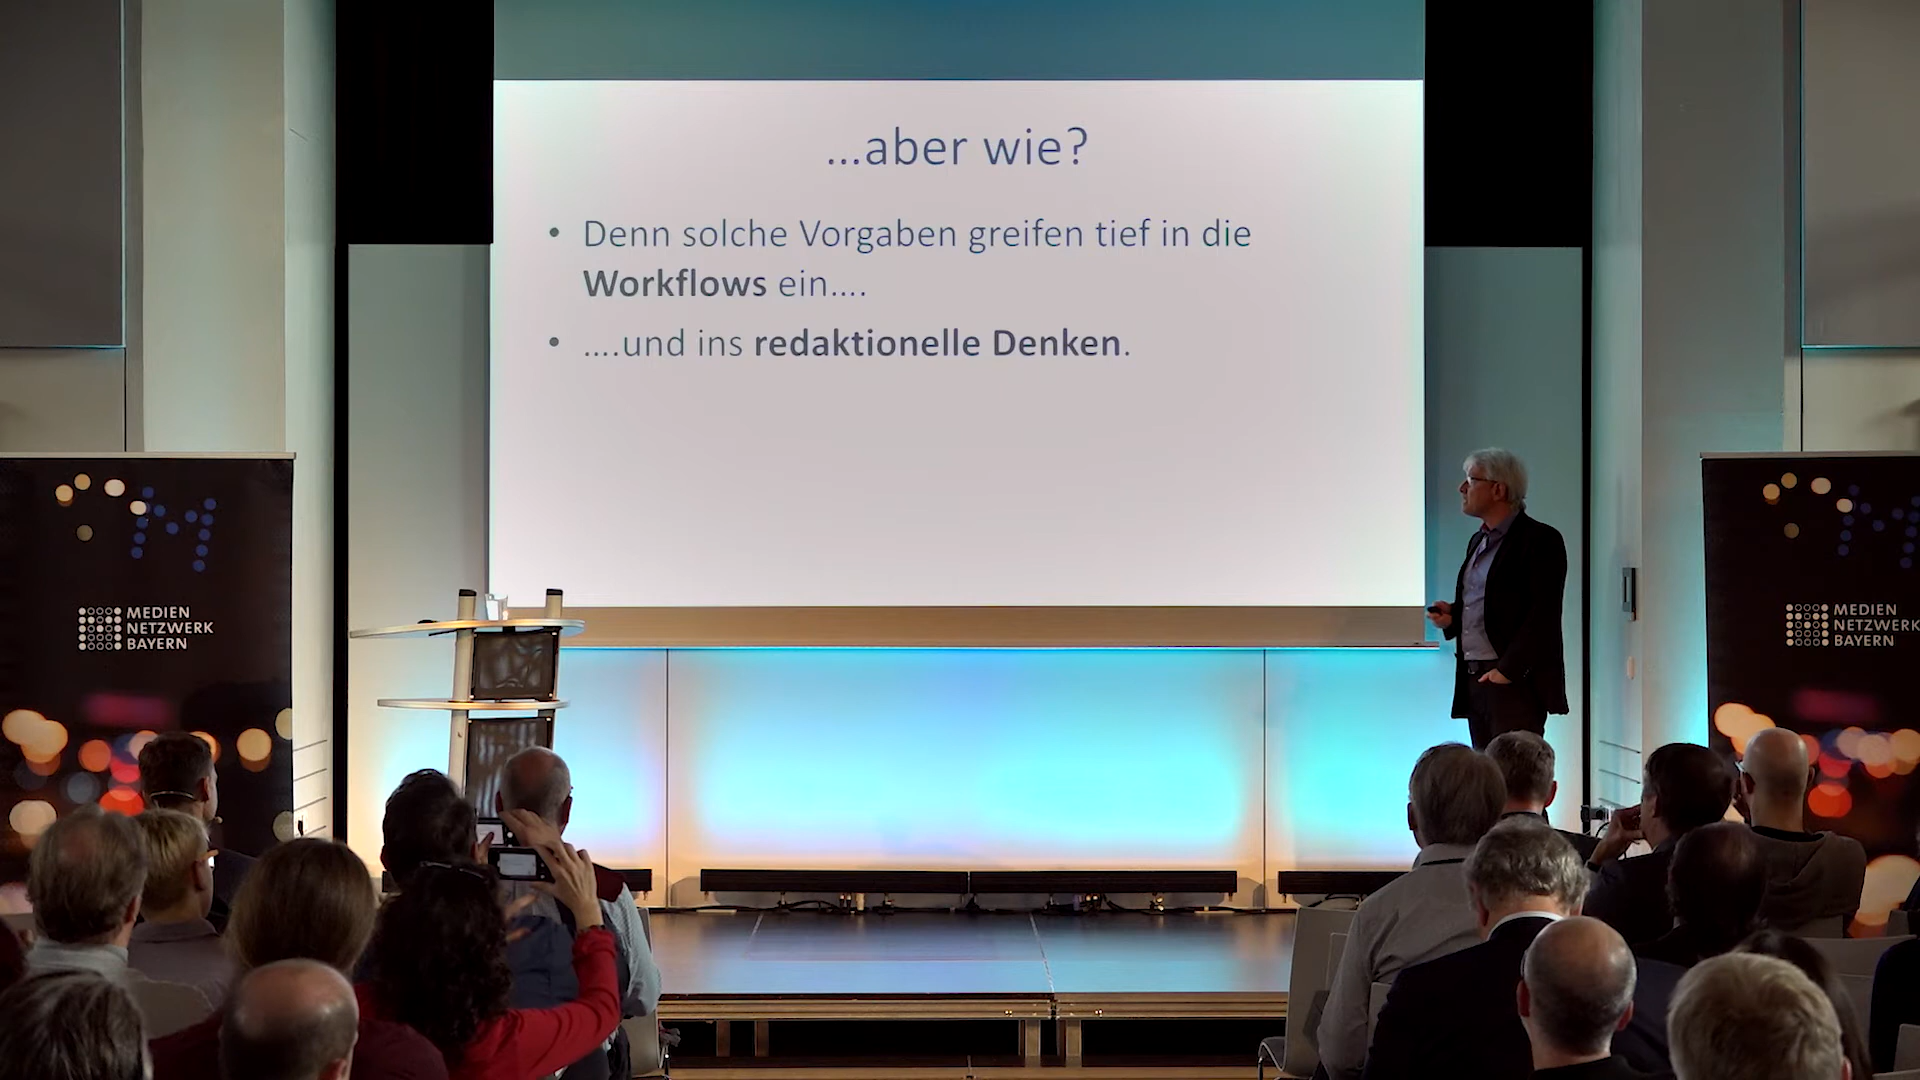 ...aber wie?
• Denn solche Vorgaben greifen tief in die
Workflows ein....
• ....und ins redaktionelle Denken.
MEDIEN
NETZWERK
BAYERN
MEDIEN
NETZWERK
BAYERN